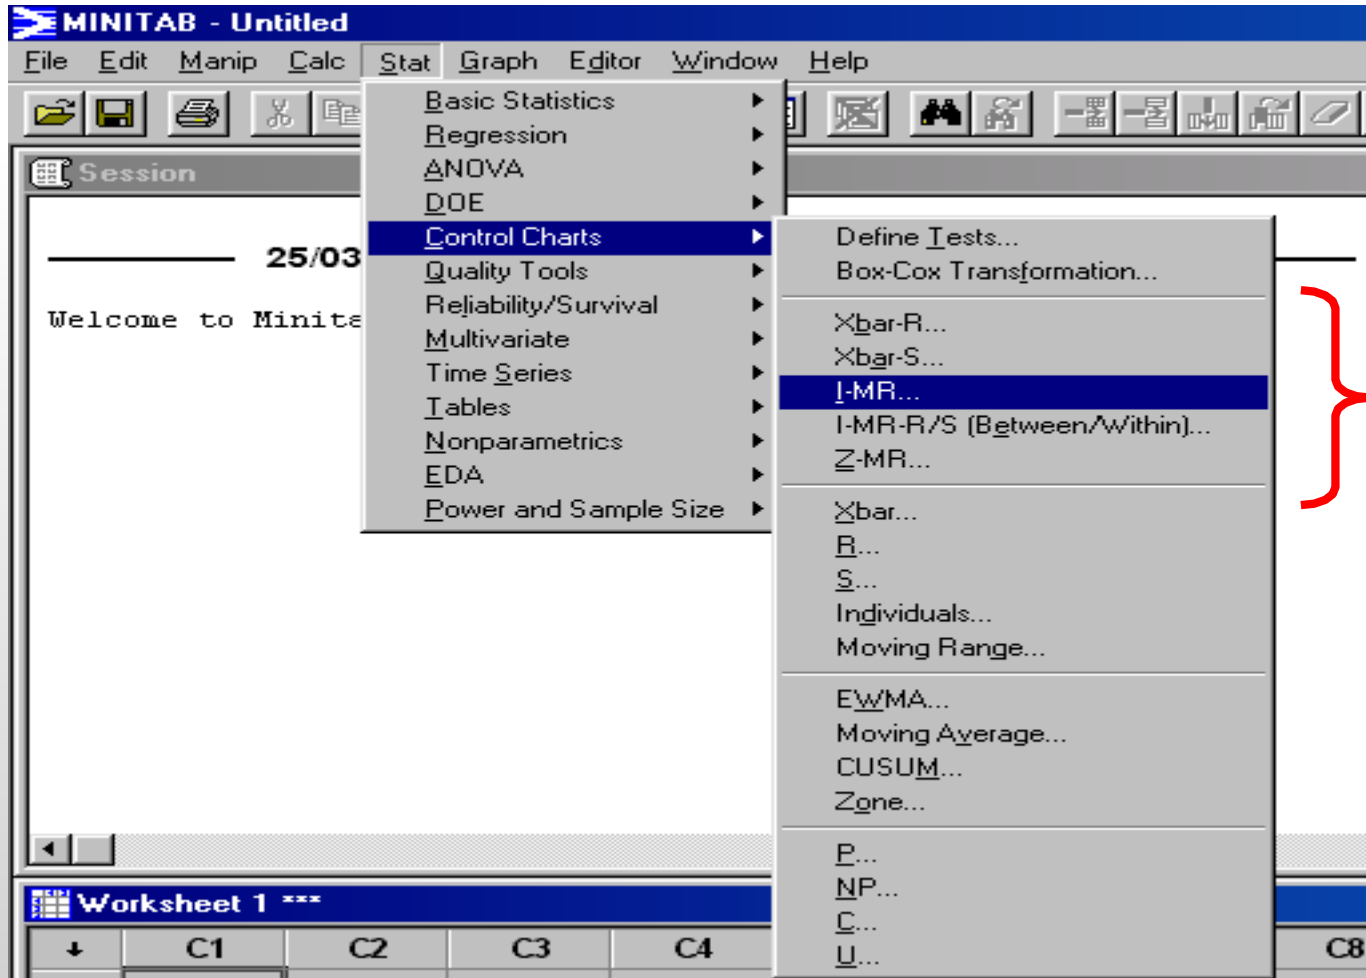 MINITAB - Untitled
File Edit Manip Calc Stat Graph Editor Window Help
Session
25/03
Welcome to Minita
Basic Statistics
Regression
ANOVA
DOE
Control Charts
Quality Tools
Reliability/Survival
Multivariate
Time Series
Tables
Nonparametrics
EDA
Power and Sample Size
Define Tests...
Box-Cox Transformation...
Xbar-R...
Xbar-S...
I-MR...
I-MR-R/S (Between/Within)...
Z-MR...
Xbar...
R...
S...
Individuals...
Moving Range...
EWMA...
Moving Average...
CUSUM...
Zone...
P...
NP...
C...
U...
Worksheet 1 ***
C1 C2 C3 C4 C8